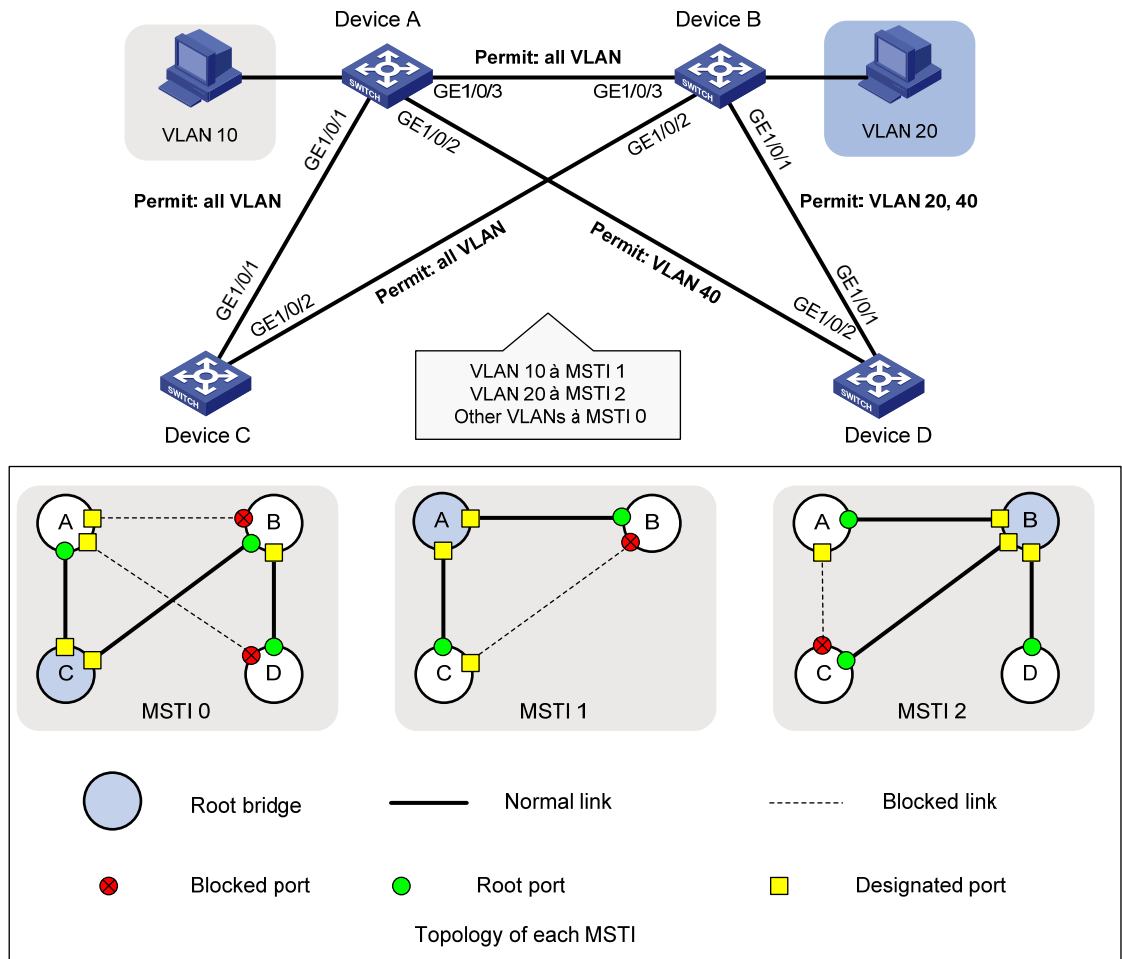 Device A
Device B
Permit: all VLAN
SWITCH
SWITCH
GE1/0/3
GE1/0/3
VLAN 10
VLAN 20
GE1/0/1
GE1/0/2
GE1/0/2
GE1/0/1
Permit: all VLAN
Permit: VLAN 20, 40
Permit: all VLAN
Permit: VLAN 40
GE1/0/1
GE1/0/2
GE1/0/2
GE1/0/1
SWITCH
SWITCH
VLAN 10 à MSTI 1
VLAN 20 à MSTI 2
Other VLANs à MSTI 0
Device C
Device D
A
B
C
D
MSTI 0
A
B
C
MSTI 1
A
B
C
D
MSTI 2
Root bridge
Normal link
Blocked link
Blocked port
Root port
Designated port
Topology of each MSTI